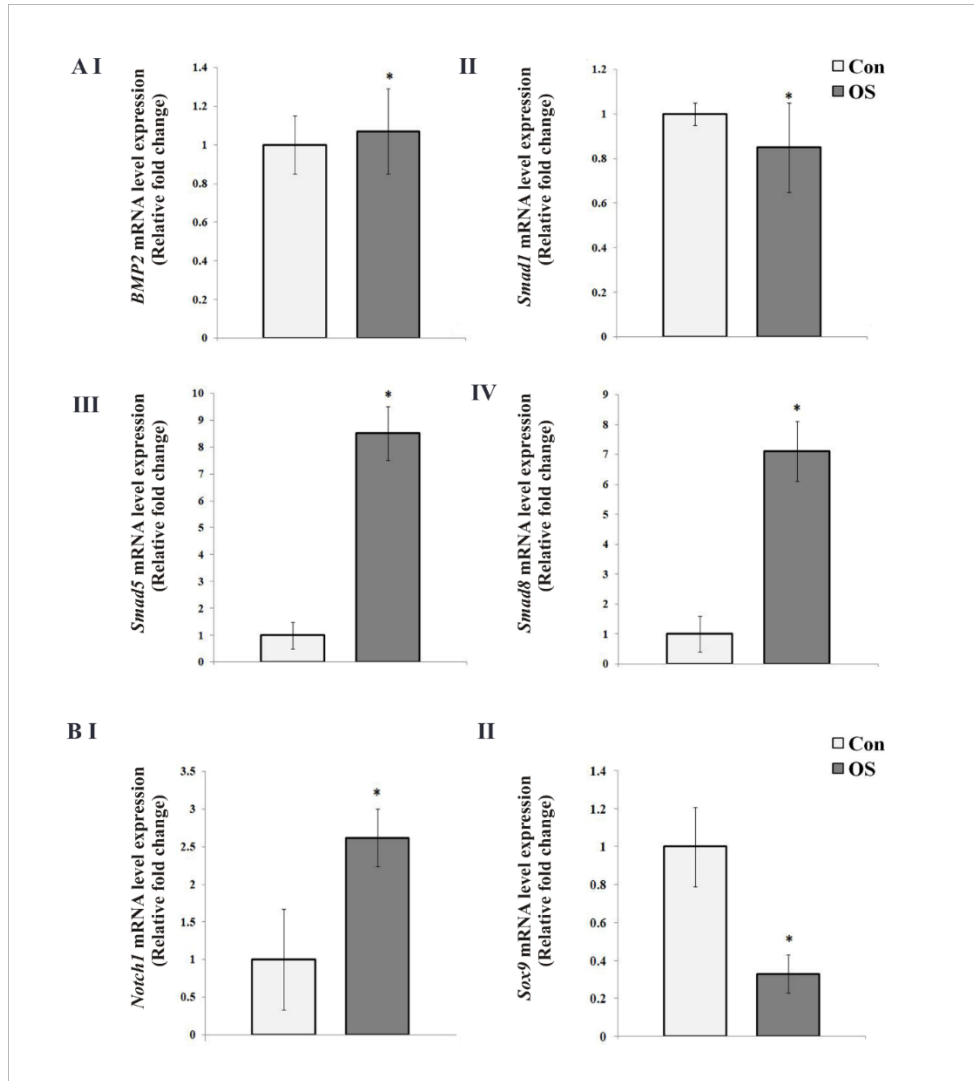 A I
BMP2 mRNA level expression
(Relative fold change)
1.4
1.2
1
0.8
0.6
0.4
0.2
0
*
II
Smad1 mRNA level expression
(Relative fold change)
1.2
1
0.8
0.6
0.4
0.2
0
*
Con
OS
III
Smad5 mRNA level expression
(Relative fold change)
10
9
8
7
6
5
4
3
2
1
0
*
IV
Smad8 mRNA level expression
(Relative fold change)
9
8
7
6
5
4
3
2
1
0
*
B I
Notch1 mRNA level expression
(Relative fold change)
3.5
3
2.5
2
1.5
1
0.5
0
*
II
Sox9 mRNA level expression
(Relative fold change)
1.4
1.2
1
0.8
0.6
0.4
0.2
0
*
Con
OS